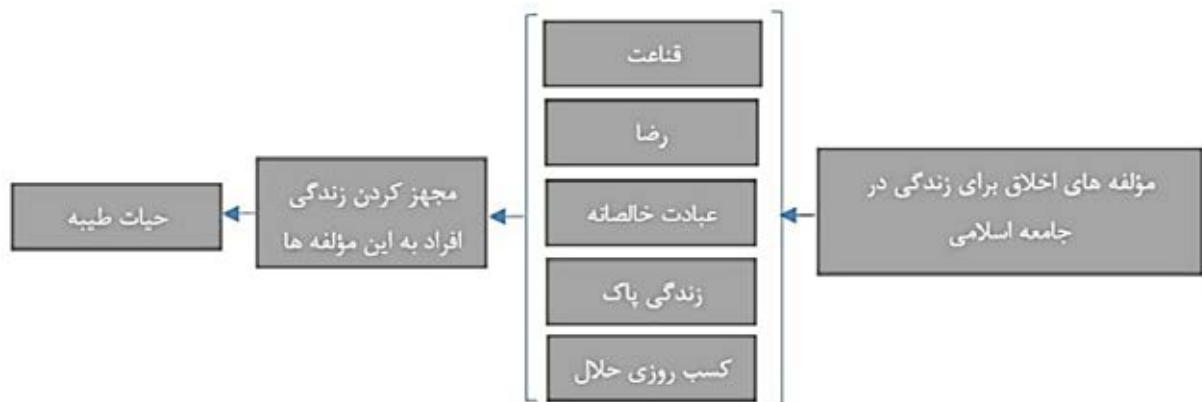 مؤلفه های اخلاق برای زندگی در
جامعه اسلامی
قناعت
رضا
عبادت خالصانه
زندگی پاک
کسب روزی حلال
مجهز کردن زندگی
افراد به این مؤلفه ها
حیات طیبه